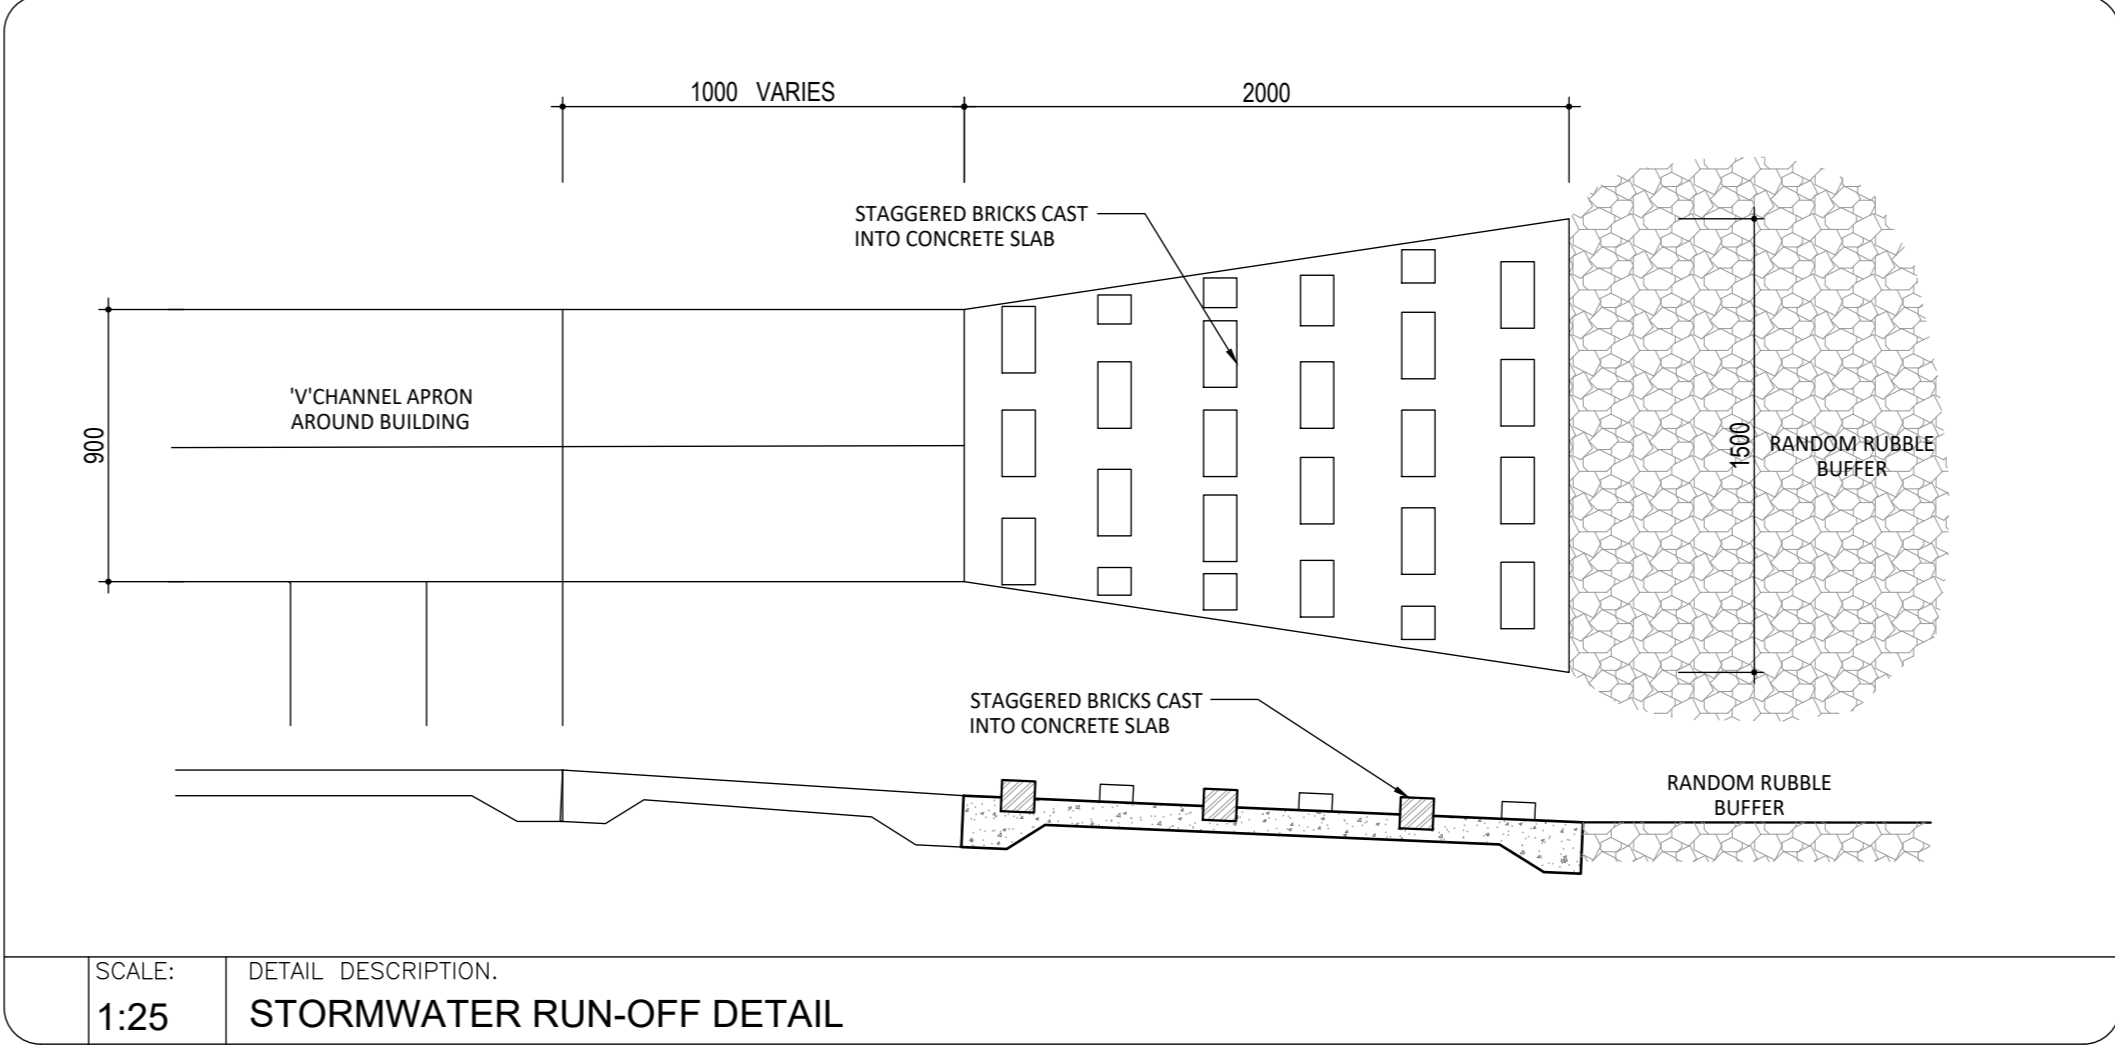 1000 VARIES
2000
STAGGERED BRICKS CAST
INTO CONCRETE SLAB
'V'CHANNEL APRON
AROUND BUILDING
900
1500
RANDOM RUBBLE
BUFFER
STAGGERED BRICKS CAST
INTO CONCRETE SLAB
RANDOM RUBBLE
BUFFER
SCALE:
1:25
DETAIL DESCRIPTION.
STORMWATER RUN-OFF DETAIL